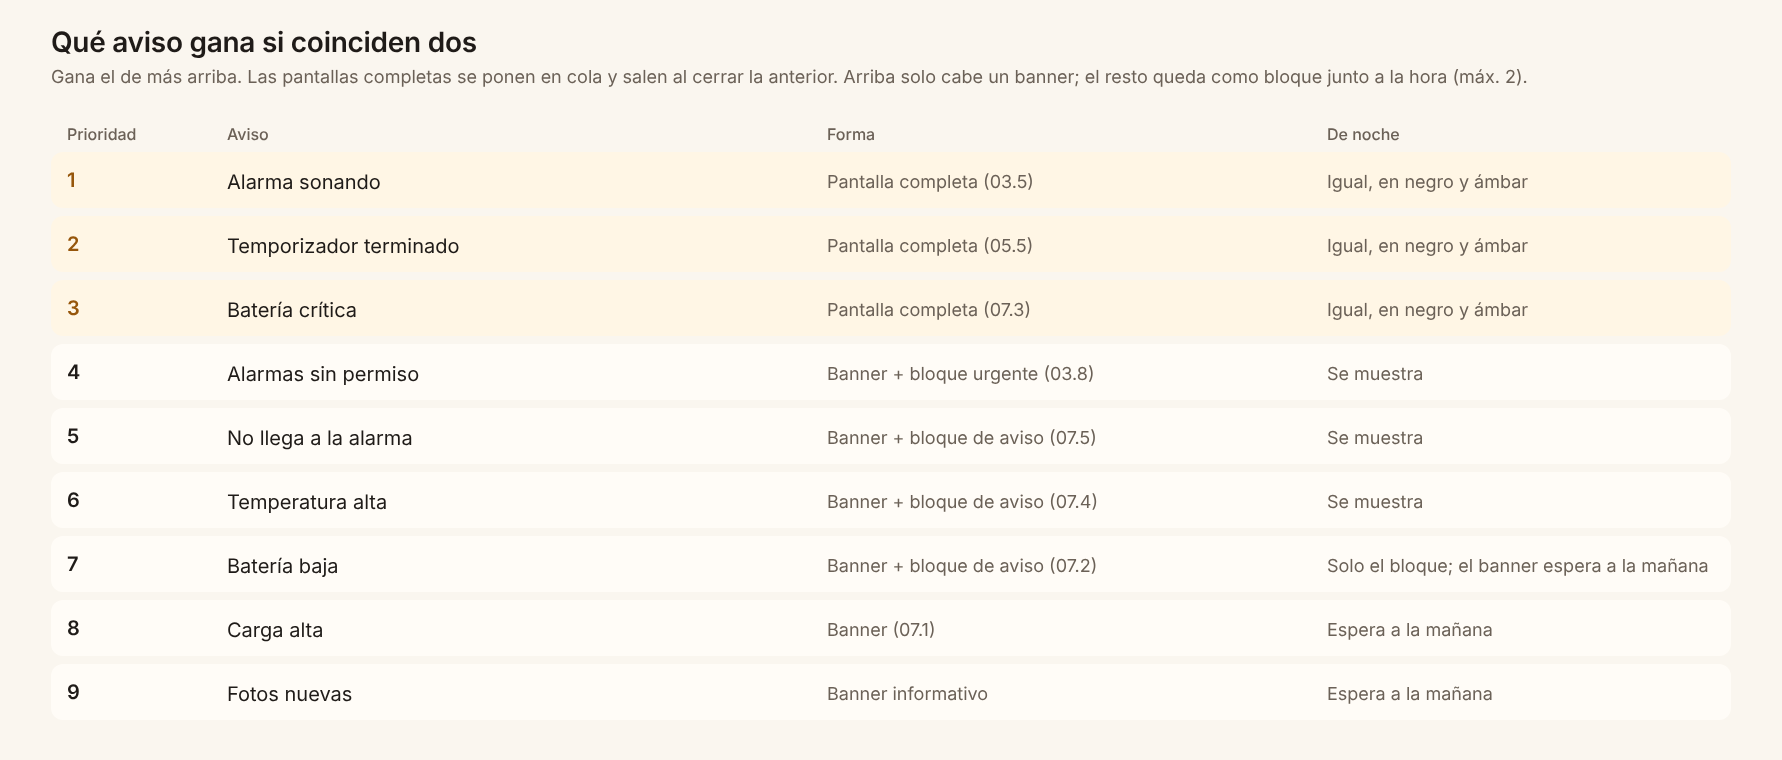 Qué aviso gana si coinciden dos
Gana el de más arriba. Las pantallas completas se ponen en cola y salen al cerrar la anterior. Arriba solo cabe un banner; el resto queda como bloque junto a la hora (máx. 2).
Prioridad Aviso Forma De noche
1 Alarma sonando Pantalla completa (03.5) Igual, en negro y ámbar
2 Temporizador terminado Pantalla completa (05.5) Igual, en negro y ámbar
3 Batería crítica Pantalla completa (07.3) Igual, en negro y ámbar
4 Alarmas sin permiso Banner + bloque urgente (03.8) Se muestra
5 No llega a la alarma Banner + bloque de aviso (07.5) Se muestra
6 Temperatura alta Banner + bloque de aviso (07.4) Se muestra
7 Batería baja Banner + bloque de aviso (07.2) Solo el bloque; el banner espera a la mañana
8 Carga alta Banner (07.1) Espera a la mañana
9 Fotos nuevas Banner informativo Espera a la mañana